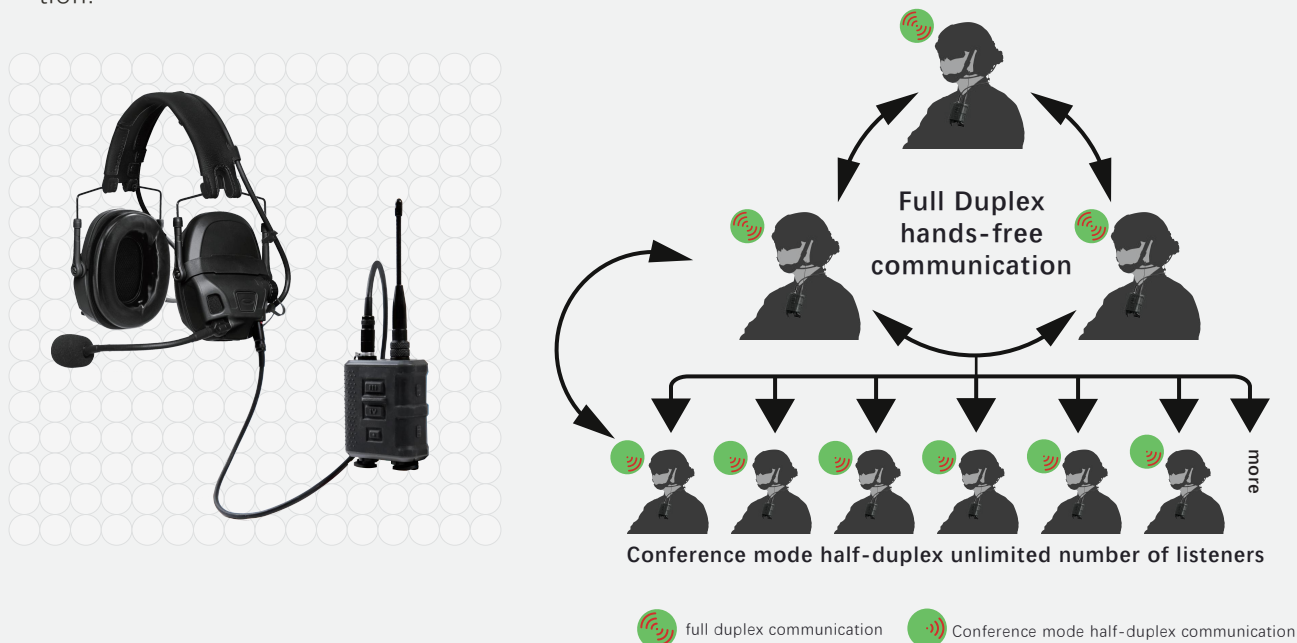 tion.
Full Duplex
hands-free
communication
more
Conference mode half-duplex unlimited number of listeners
full duplex communication
Conference mode half-duplex communication